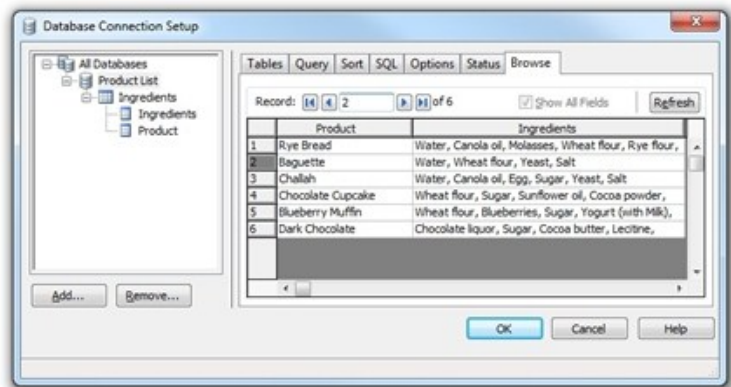 Database Connection Setup
All Databases
Product List
Ingredients
Ingredients
Product
Add... Remove...
Tables Query Sort SQL Options Status Browse
Record: 2 of 6 Show All Fields Refresh
Product Ingredients
1 Rye Bread Water, Canola oil, Molasses, Wheat flour, Rye flour,
2 Baguette Water, Wheat flour, Yeast, Salt
3 Challah Water, Canola oil, Egg, Sugar, Yeast, Salt
4 Chocolate Cupcake Wheat flour, Sugar, Sunflower oil, Cocoa powder,
5 Blueberry Muffin Wheat flour, Blueberries, Sugar, Yogurt (with Milk),
6 Dark Chocolate Chocolate liquor, Sugar, Cocoa butter, Lecitine,
OK Cancel Help